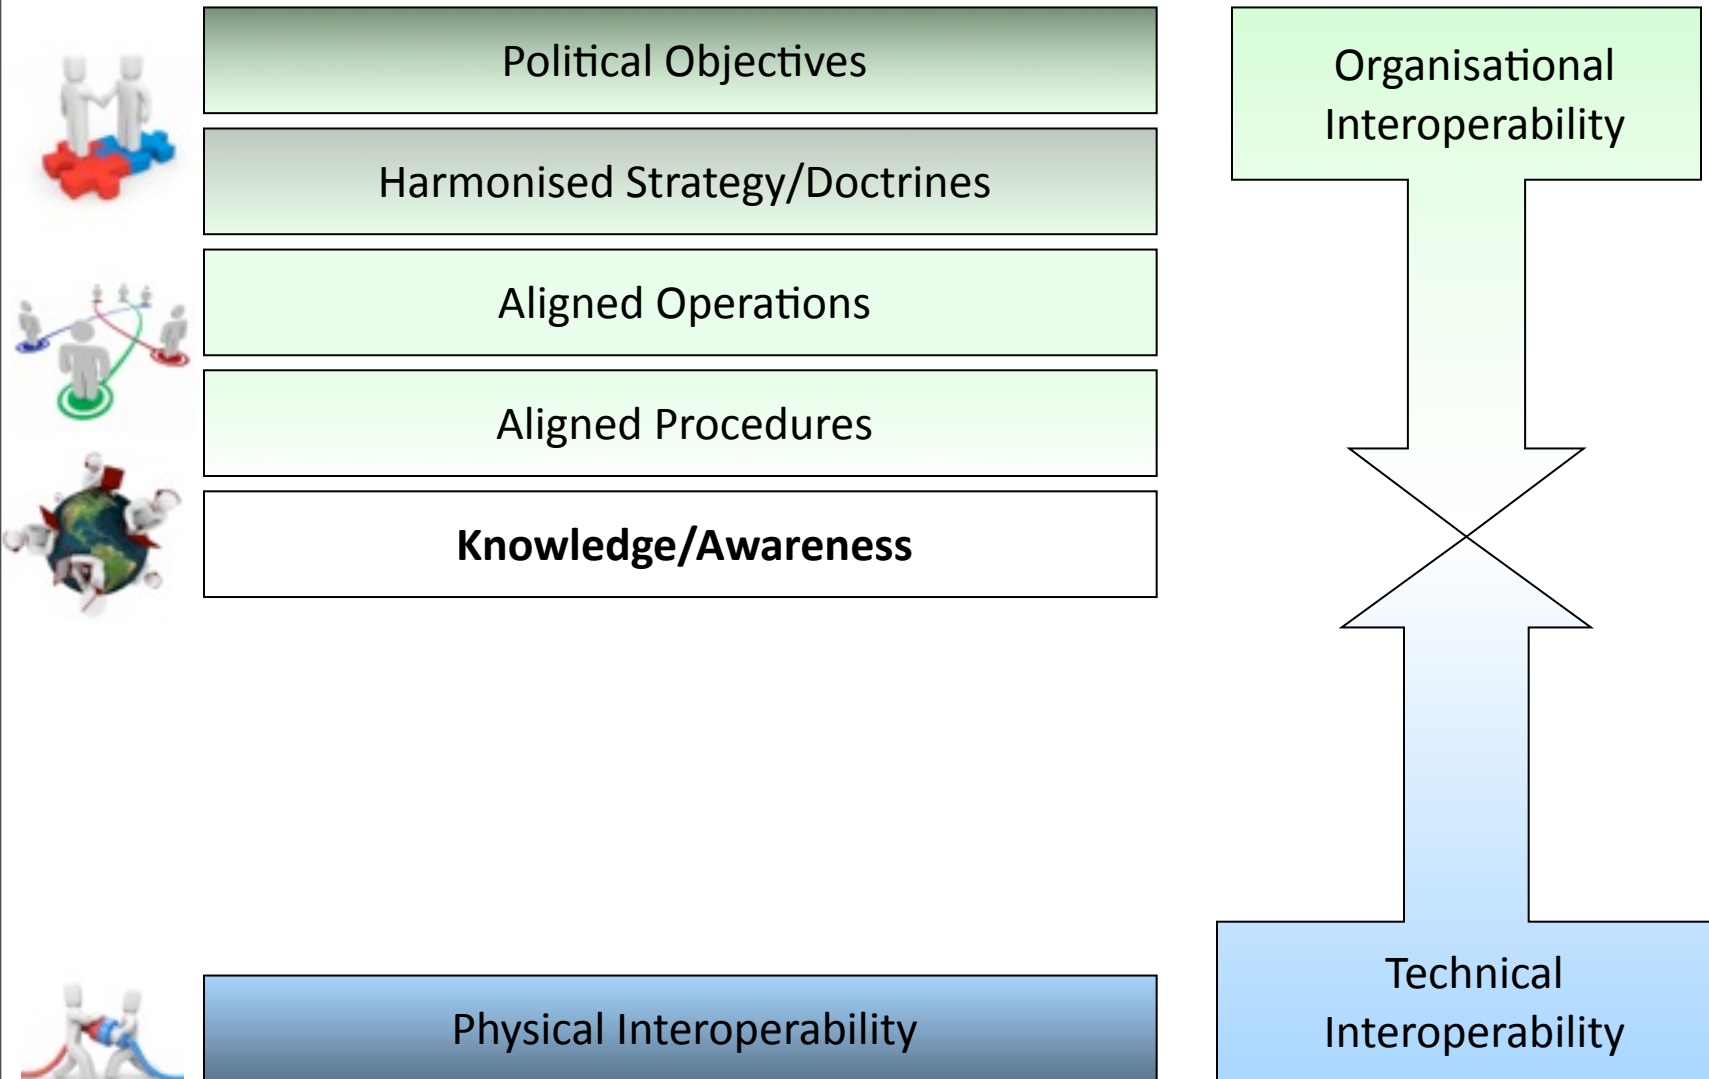 Political Objectives
Harmonised Strategy/Doctrines
Aligned Operations
Aligned Procedures
Knowledge/Awareness
Physical Interoperability
Organisational
Interoperability
Technical
Interoperability